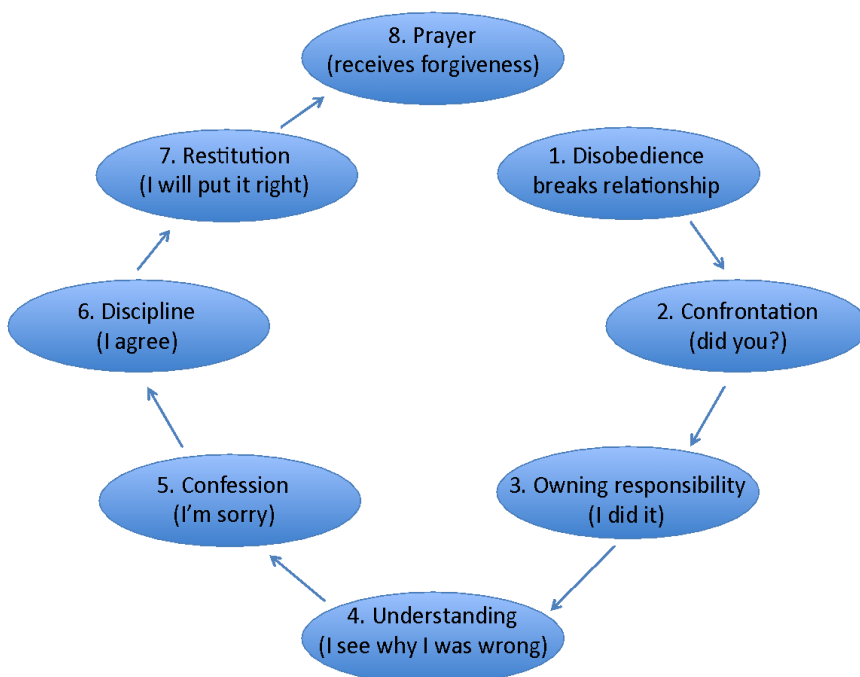 8. Prayer
(receives forgiveness)
1. Disobedience
breaks relationship
2. Confrontation
(did you?)
3. Owning responsibility
(I did it)
4. Understanding
(I see why I was wrong)
5. Confession
(I'm sorry)
6. Discipline
(I agree)
7. Restitution
(I will put it right)